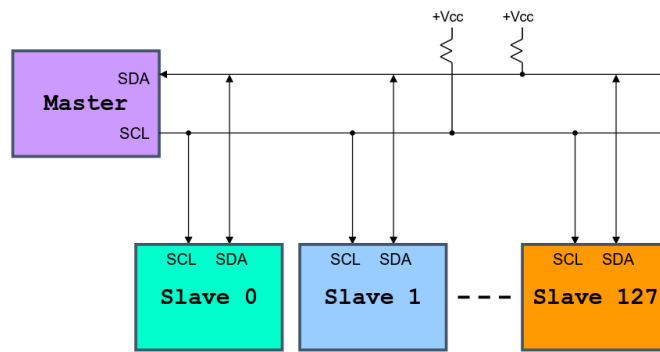 +Vcc +Vcc
SDA
Master
SCL
SCL SDA SCL SDA SCL SDA
Slave 0 Slave 1 Slave 127